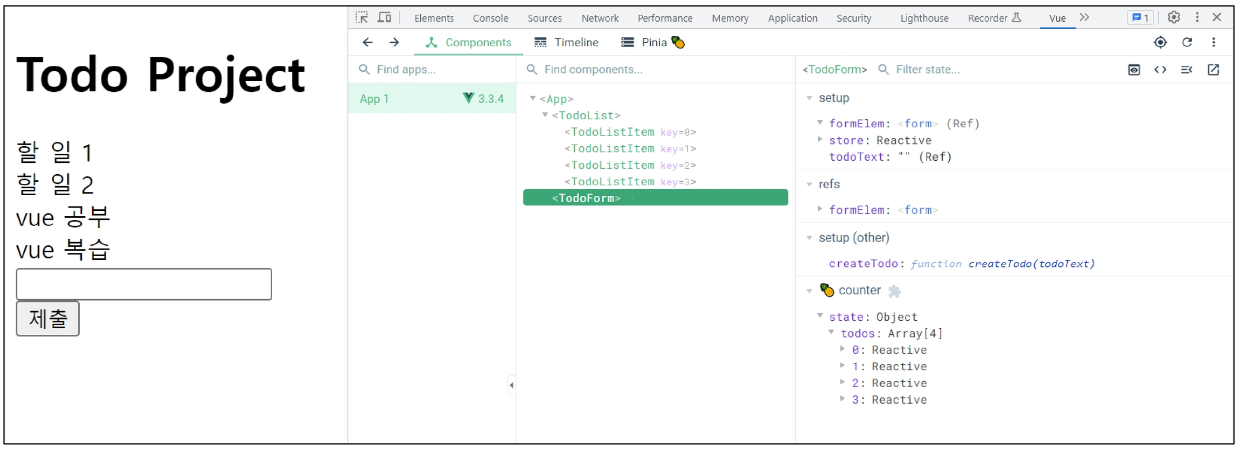 Todo Project
할 일 1
할 일 2
vue 공부
vue 복습
제출
Elements Console Sources Network Performance Memory Application Security Lighthouse Recorder Vue 1
Components Timeline Pinia
Find apps...
App 1 3.3.4
Find components...
<App>
<TodoList>
<TodoListItem key=0>
<TodoListItem key=1>
<TodoListItem key=2>
<TodoListItem key=3>
<TodoForm>
<TodoForm> Filter state...
setup
formElem: <form> (Ref)
store: Reactive
todoText: "" (Ref)
refs
formElem: <form>
setup (other)
createTodo: function createTodo(todoText)
counter
state: Object
todos: Array[4]
0: Reactive
1: Reactive
2: Reactive
3: Reactive